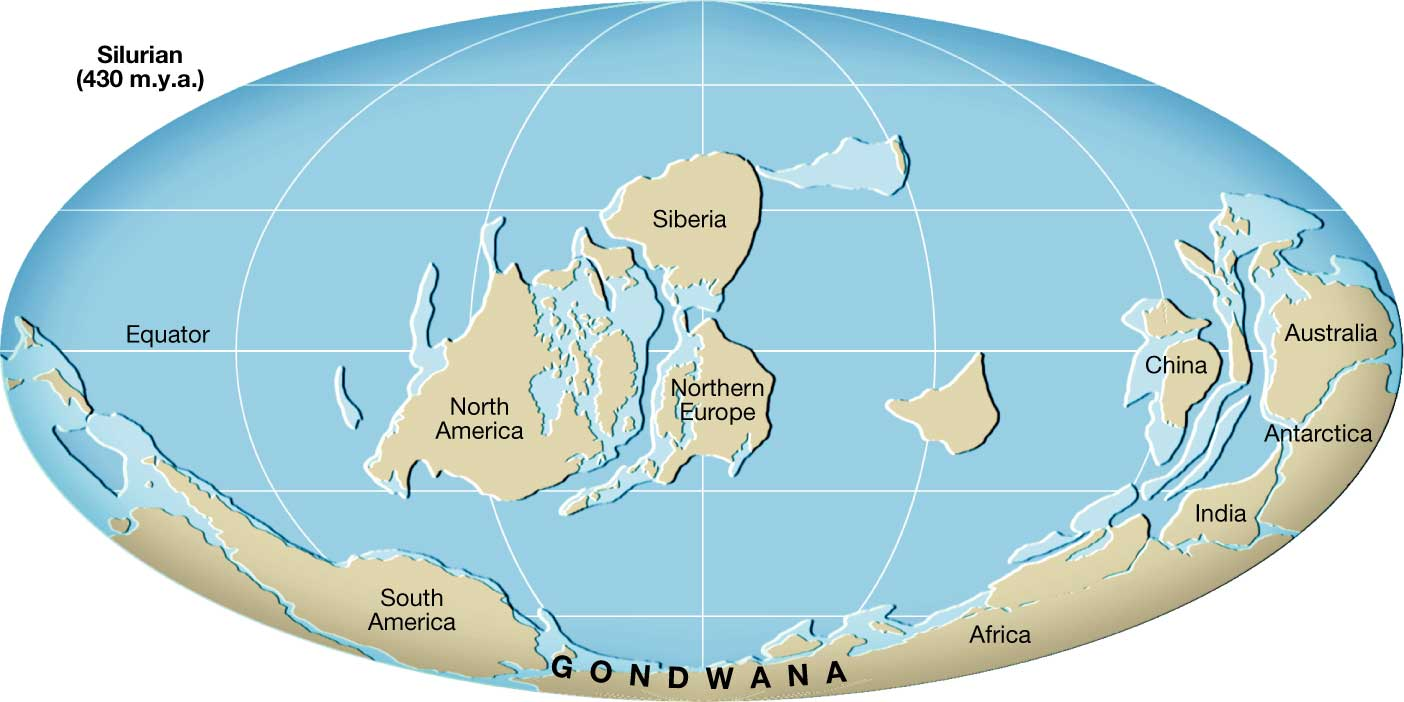 Silurian
(430 m.y.a.)
Siberia
Equator
Australia
China
Northern
Europe
North
America
Antarctica
India
South
America
Africa
GONDWANA